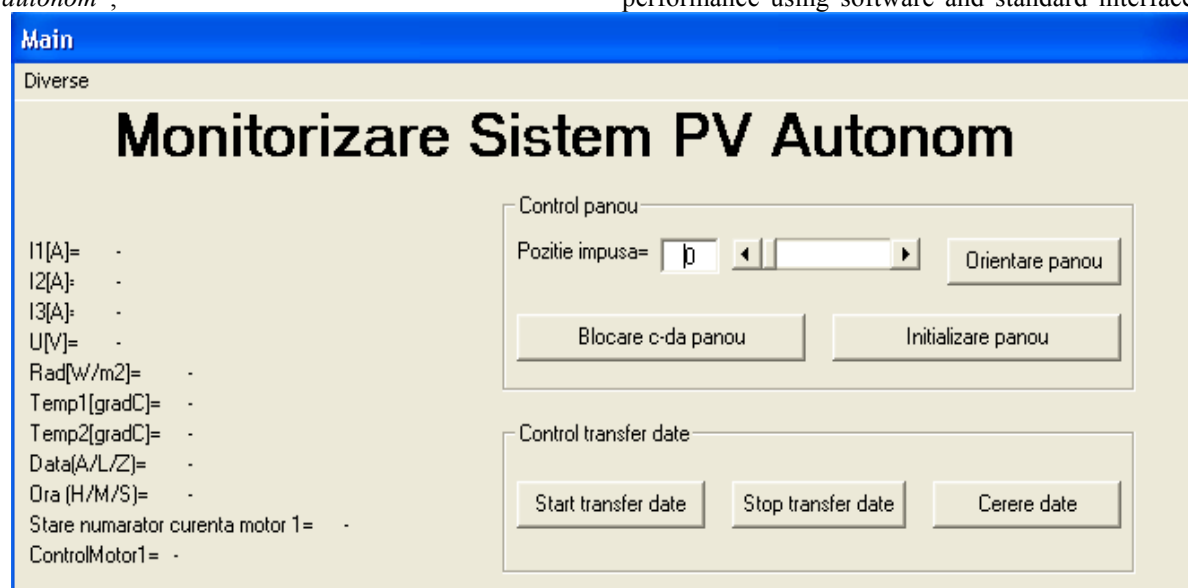 autonom",
performance using software and standard interface
Main
Diverse
Monitorizare Sistem PV Autonom
I1[A]= -
I2[A]= -
I3[A]= -
U[V]= -
Rad[W/m2]= -
Temp1[gradC]= -
Temp2[gradC]= -
Data(A/L/Z)= -
Ora (H/M/S)= -
Stare numarator curenta motor 1= -
ControlMotor1= -
Control panou
Pozitie impusa= 0
Orientare panou
Blocare c-da panou
Initializare panou
Control transfer date
Start transfer date
Stop transfer date
Cerere date